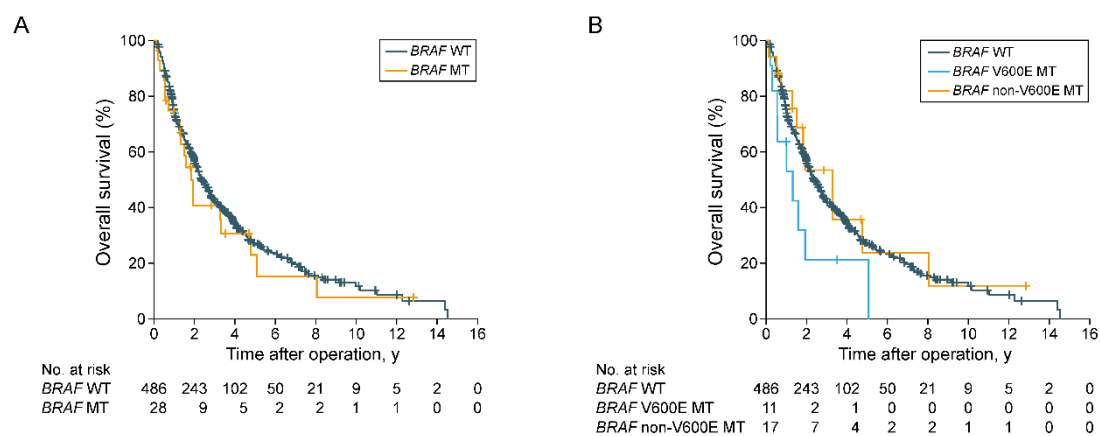 A
Overall survival (%)
100
80
60
40
20
0
BRAF WT
BRAF MT
0 2 4 6 8 10 12 14 16
Time after operation, y
No. at risk
BRAF WT 486 243 102 50 21 9 5 2 0
BRAF MT 28 9 5 2 2 1 1 0 0
B
Overall survival (%)
100
80
60
40
20
0
BRAF WT
BRAF V600E MT
BRAF non-V600E MT
0 2 4 6 8 10 12 14 16
Time after operation, y
No. at risk
BRAF WT 486 243 102 50 21 9 5 2 0
BRAF V600E MT 11 2 1 0 0 0 0 0 0
BRAF non-V600E MT 17 7 4 2 2 1 1 0 0